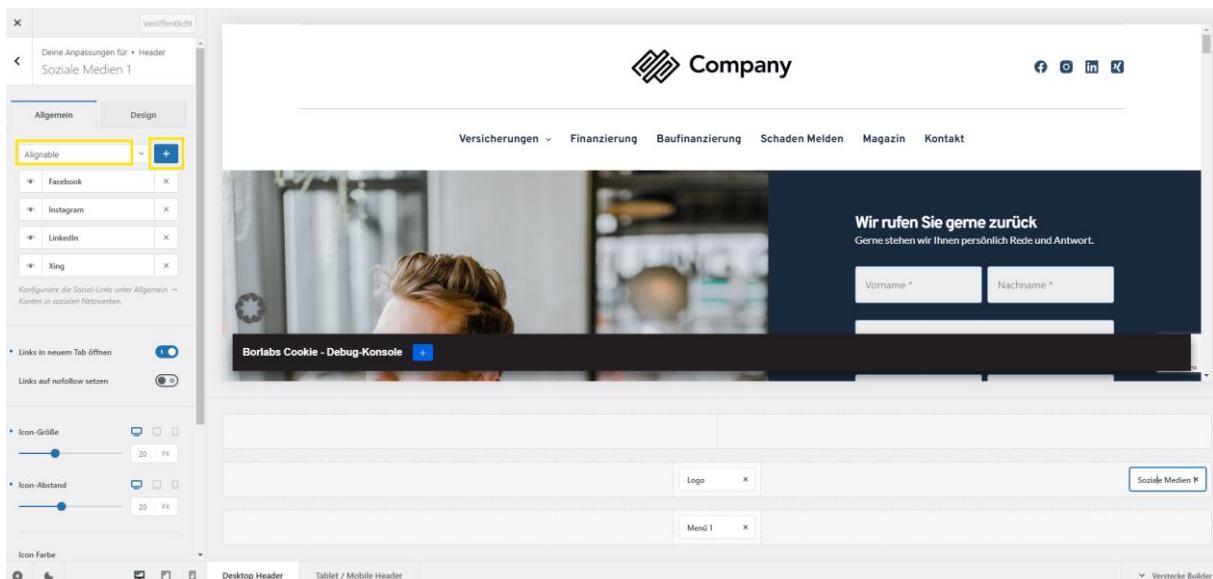 Veröffentlicht
Deine Anpassungen für • Header
Soziale Medien 1
Allgemein
Design
Alignable
Facebook
Instagram
LinkedIn
Xing
Konfiguriere die Social-Links unter Allgemein →
Konten in sozialen Netzwerken.
Links in neuem Tab öffnen
Links auf nofollow setzen
Icon-Größe
20 PX
Icon-Abstand
20 PX
Icon Farbe
Company
Versicherungen Finanzierung Baufinanzierung Schaden Melden Magazin Kontakt
Wir rufen Sie gerne zurück
Gerne stehen wir Ihnen persönlich Rede und Antwort.
Vorname * Nachname *
Borlabs Cookie - Debug-Konsole +
Logo
Soziale Medien
Menü 1
Desktop Header Tablet / Mobile Header Verstecke Builder